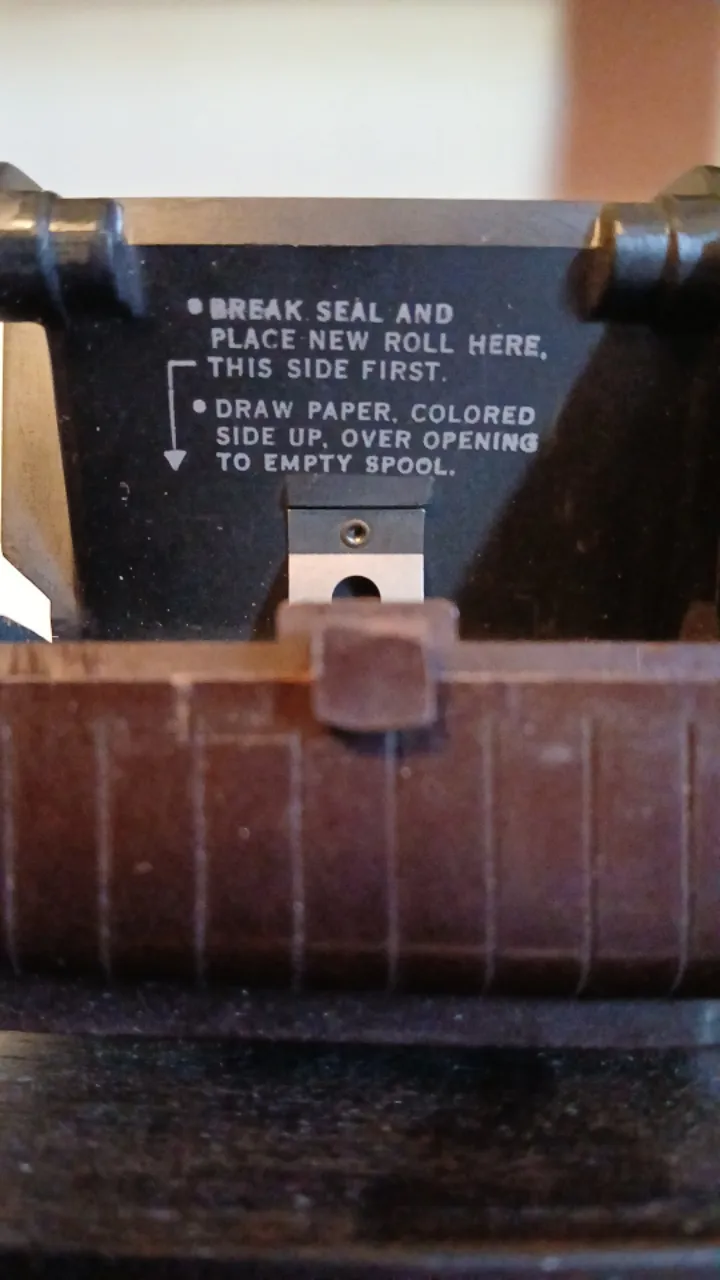 • BREAK SEAL AND
PLACE NEW ROLL HERE,
THIS SIDE FIRST.
• DRAW PAPER, COLORED
SIDE UP, OVER OPENING
TO EMPTY SPOOL.